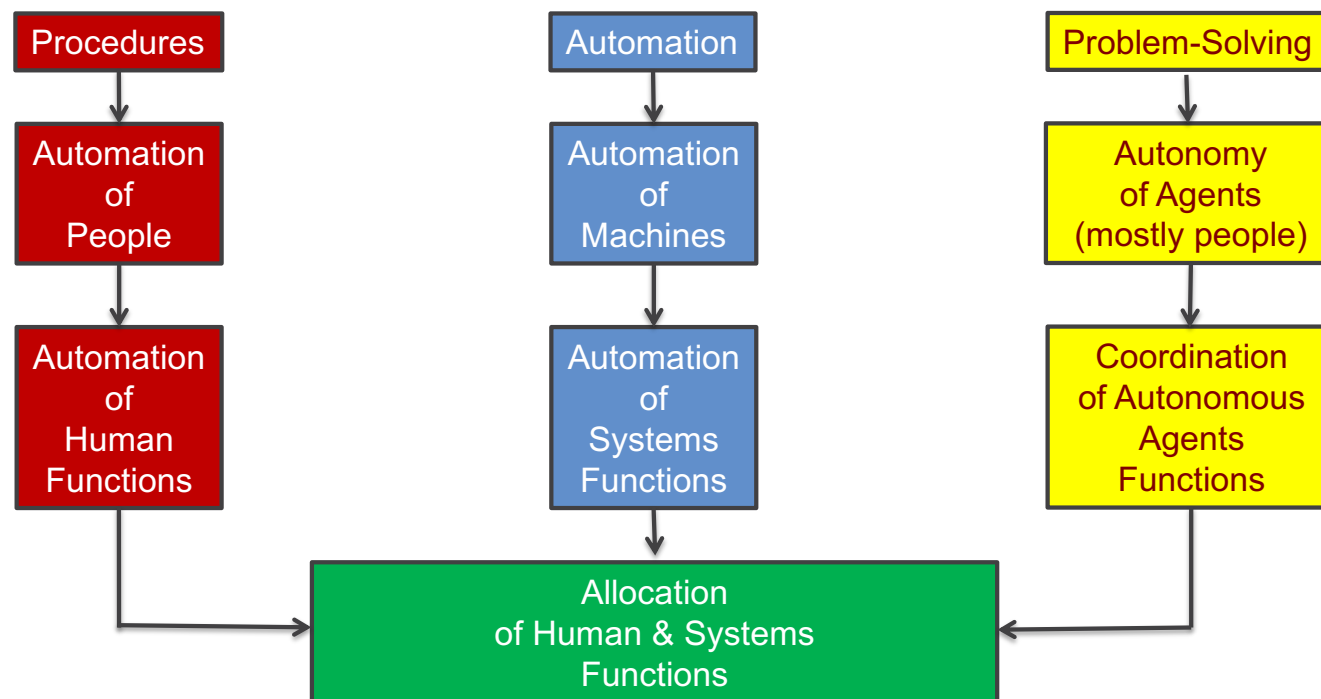 Procedures
Automation
Problem-Solving
Automation
of
People
Automation
of
Machines
Autonomy
of Agents
(mostly people)
Automation
of
Human
Functions
Automation
of
Systems
Functions
Coordination
of Autonomous
Agents
Functions
Allocation
of Human & Systems
Functions